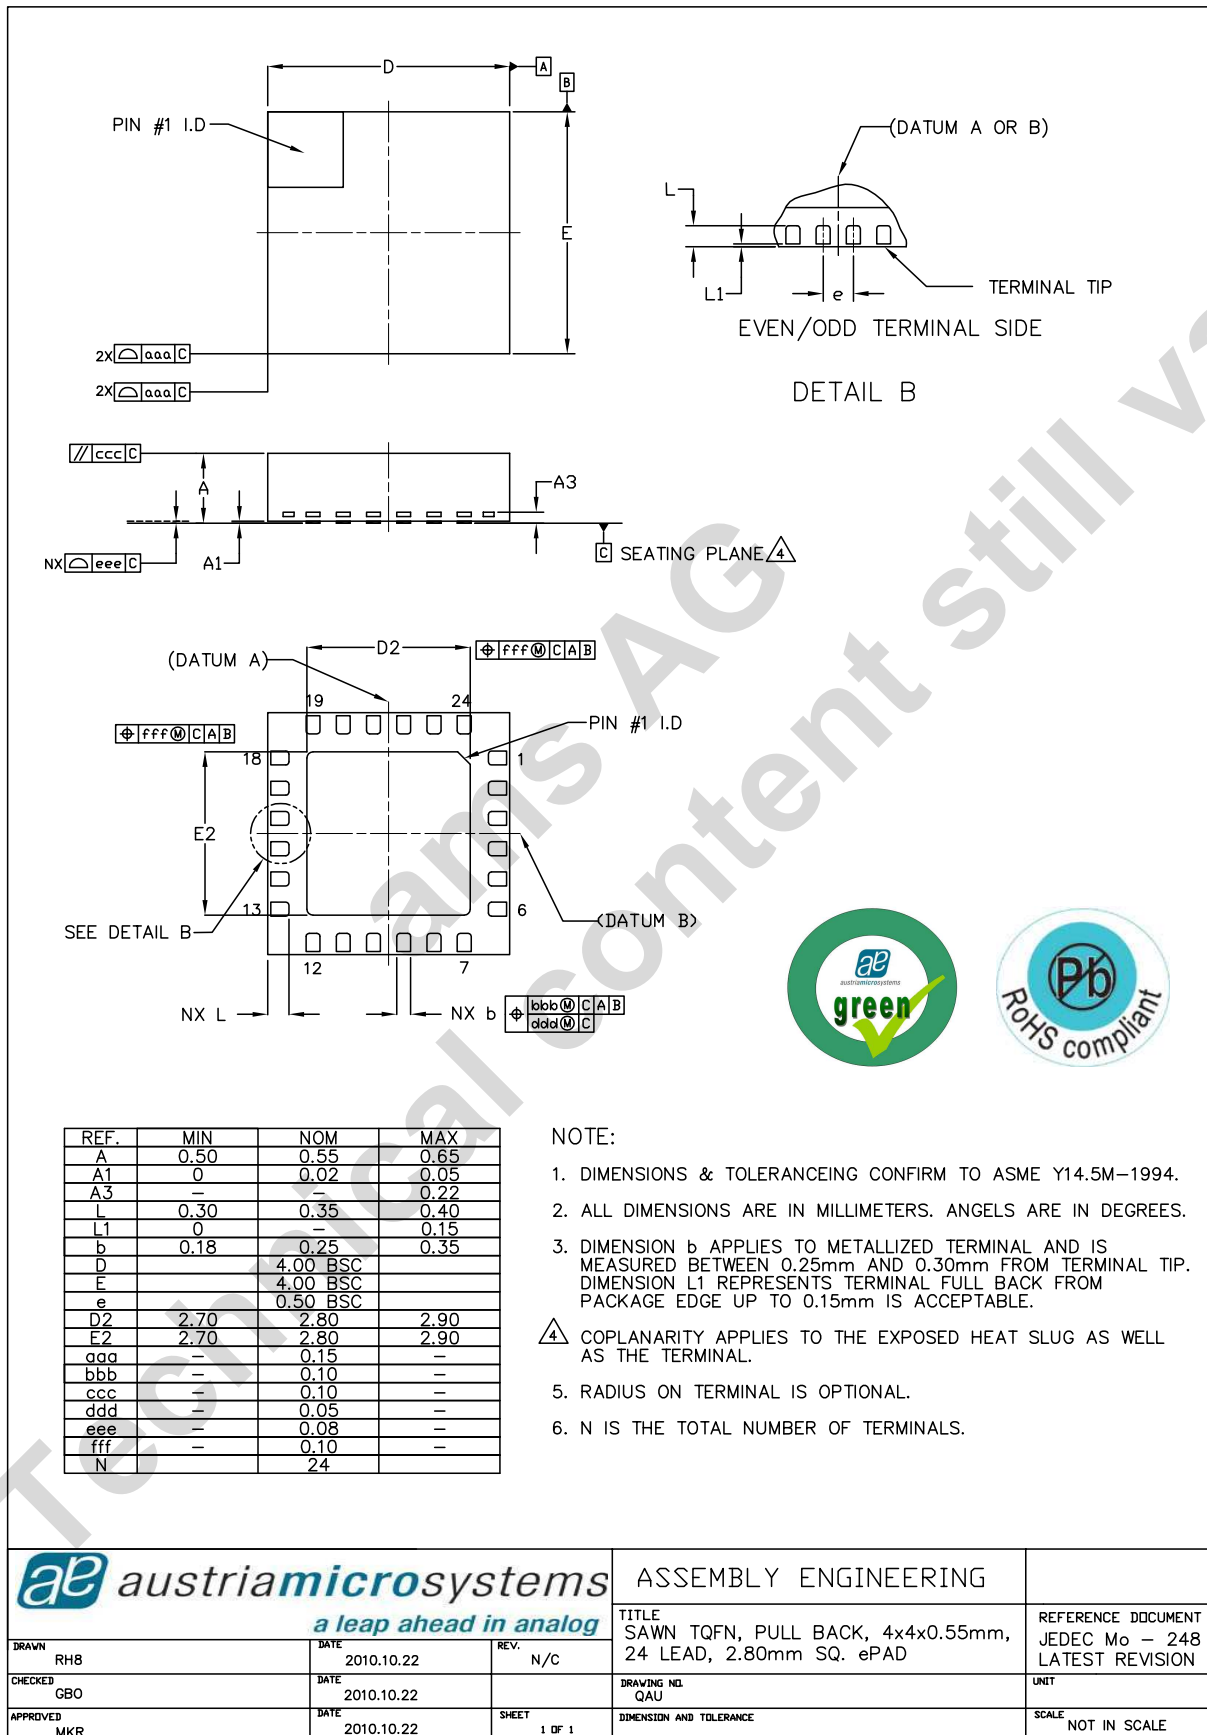 D
A
B
PIN #1 I.D
E
2X aaa C
2X aaa C
(DATUM A OR B)
L
L1
e
TERMINAL TIP
EVEN/ODD TERMINAL SIDE
DETAIL B
// ccc C
A
A3
NX eee C
A1
C SEATING PLANE 4
D2
fff M C A B
(DATUM A)
19 24
PIN #1 I.D
fff M C A B
18 1
E2
13 6
SEE DETAIL B
(DATUM B)
12 7
NX L
NX b
bbb M C A B
ddd M C
ae
austriamicrosystems
green
Pb
RoHS compliant
REF. MIN NOM MAX
A 0.50 0.55 0.65
A1 0 0.02 0.05
A3 – – 0.22
L 0.30 0.35 0.40
L1 0 – 0.15
b 0.18 0.25 0.35
D 4.00 BSC
E 4.00 BSC
e 0.50 BSC
D2 2.70 2.80 2.90
E2 2.70 2.80 2.90
aaa – 0.15 –
bbb – 0.10 –
ccc – 0.10 –
ddd – 0.05 –
eee – 0.08 –
fff – 0.10 –
N 24
NOTE:
1. DIMENSIONS & TOLERANCEING CONFIRM TO ASME Y14.5M–1994.
2. ALL DIMENSIONS ARE IN MILLIMETERS. ANGELS ARE IN DEGREES.
3. DIMENSION b APPLIES TO METALLIZED TERMINAL AND IS
MEASURED BETWEEN 0.25mm AND 0.30mm FROM TERMINAL TIP.
DIMENSION L1 REPRESENTS TERMINAL FULL BACK FROM
PACKAGE EDGE UP TO 0.15mm IS ACCEPTABLE.
4 COPLANARITY APPLIES TO THE EXPOSED HEAT SLUG AS WELL
AS THE TERMINAL.
5. RADIUS ON TERMINAL IS OPTIONAL.
6. N IS THE TOTAL NUMBER OF TERMINALS.
ams AG
Technical content still va
ae austriamicrosystems
a leap ahead in analog
ASSEMBLY ENGINEERING
TITLE
SAWN TQFN, PULL BACK, 4x4x0.55mm,
24 LEAD, 2.80mm SQ. ePAD
REFERENCE DOCUMENT
JEDEC Mo – 248
LATEST REVISION
DRAWN
RH8
DATE
2010.10.22
REV.
N/C
CHECKED
GBO
DATE
2010.10.22
DRAWING NO.
QAU
UNIT
APPROVED
MKR
DATE
2010.10.22
SHEET
1 OF 1
DIMENSION AND TOLERANCE
SCALE
NOT IN SCALE